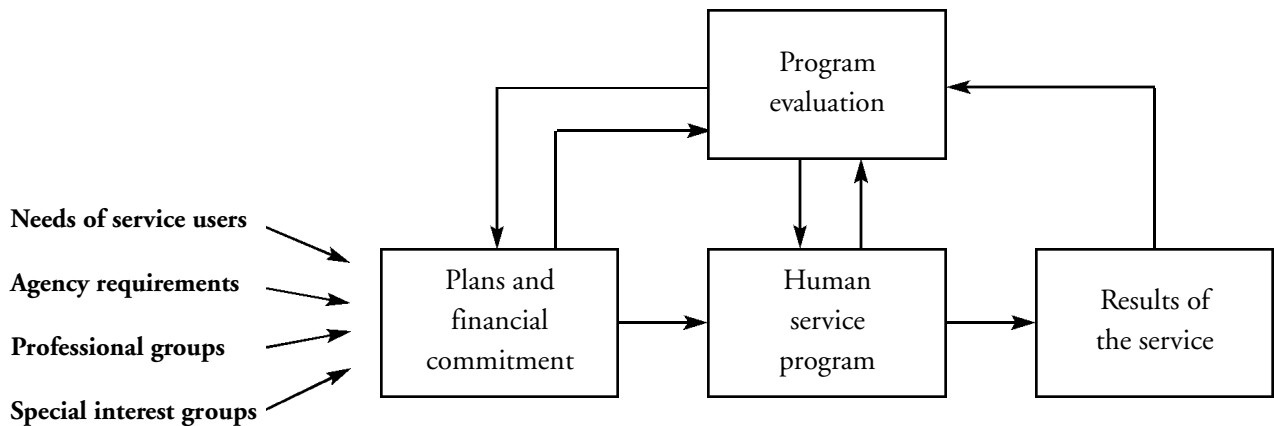 Program
evaluation
Needs of service users
Agency requirements
Professional groups
Special interest groups
Plans and
financial
commitment
Human
service
program
Results of
the service